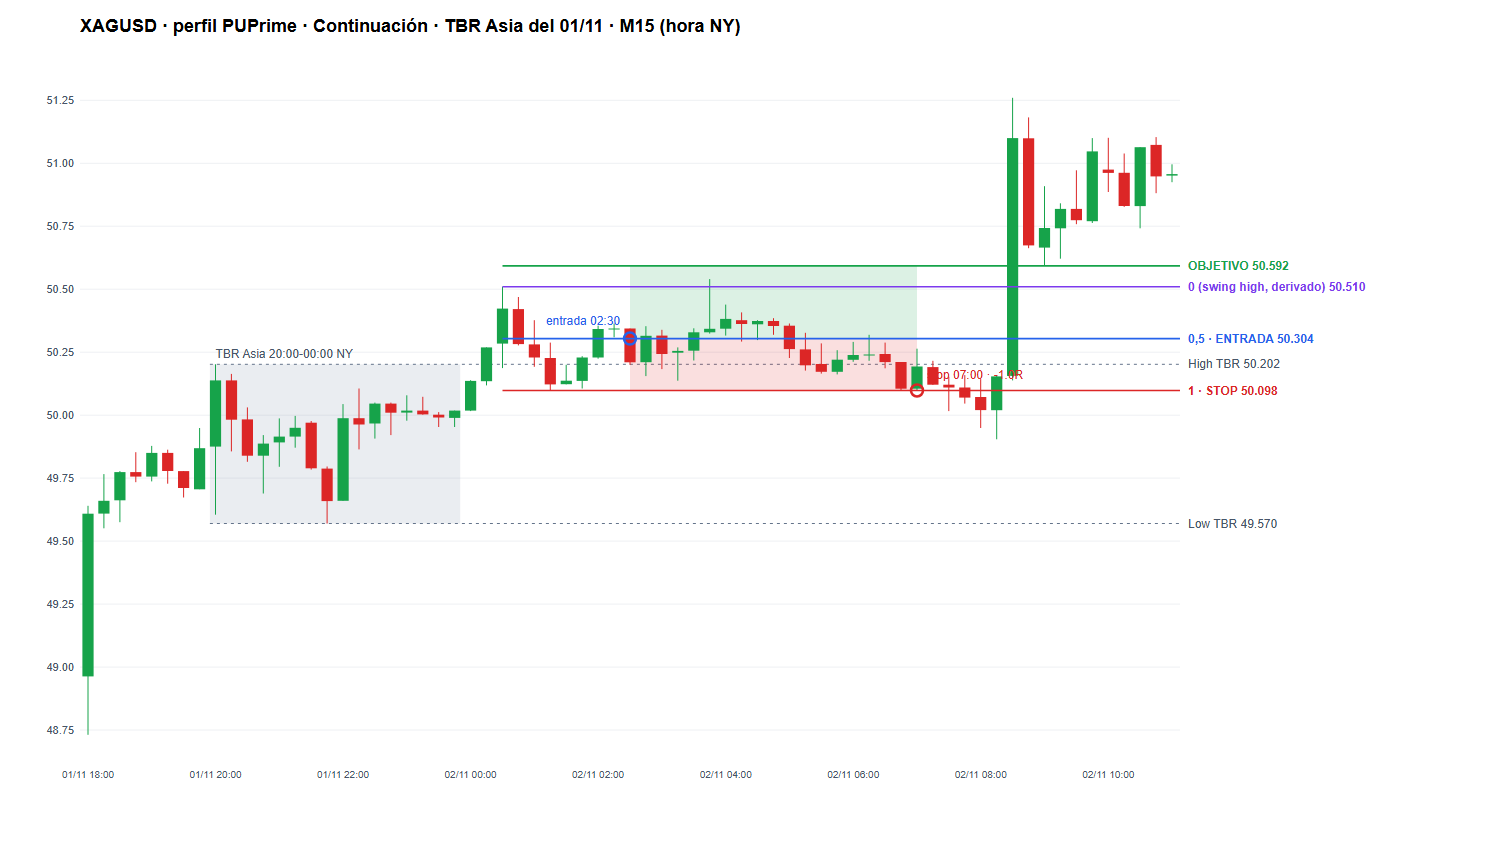 XAGUSD · perfil PUPrime · Continuación · TBR Asia del 01/11 · M15 (hora NY)
51.25
51.00
50.75
OBJETIVO 50.592
50.50
0 (swing high, derivado) 50.510
entrada 02:30
0,5 · ENTRADA 50.304
50.25
TBR Asia 20:00-00:00 NY
High TBR 50.202
07:00 · -1.0R
1 · STOP 50.098
50.00
49.75
Low TBR 49.570
49.50
49.25
49.00
48.75
01/11 18:00
01/11 20:00
01/11 22:00
02/11 00:00
02/11 02:00
02/11 04:00
02/11 06:00
02/11 08:00
02/11 10:00